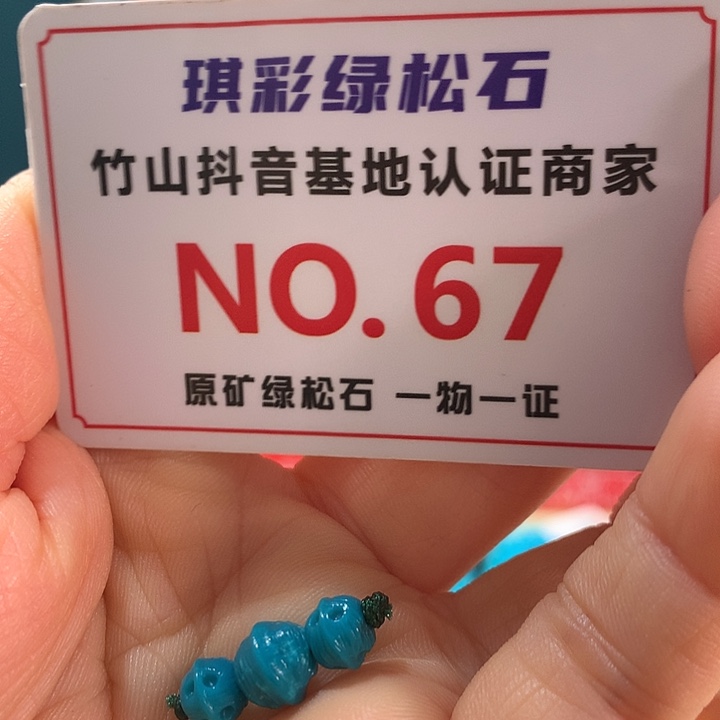 琪彩绿松石
竹山抖音基地认证商家
NO.67
原矿绿松石 一物一证